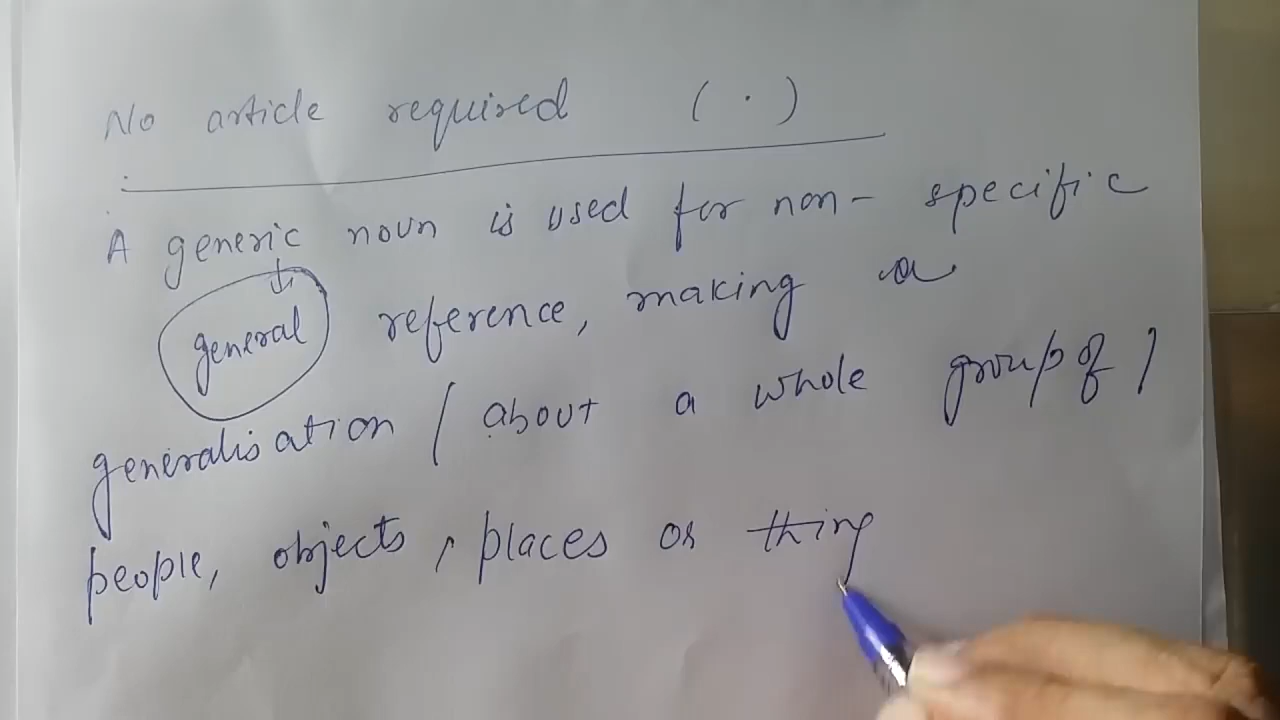 No article required ( . )
A generic noun is used for non-specific
general reference, making a
generalisation / about a whole group of /
people, objects, places or thing